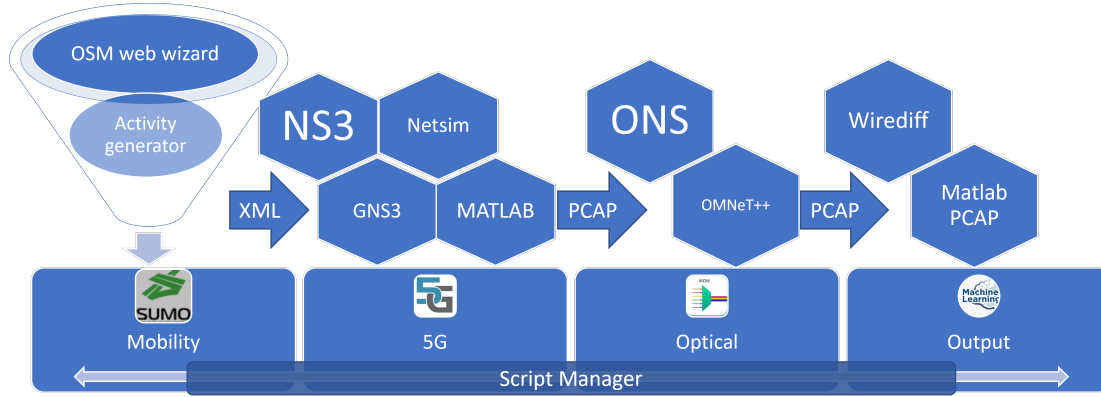 OSM web wizard
Activity
generator
XML
NS3
Netsim
GNS3
MATLAB
PCAP
ONS
OMNeT++
PCAP
Wirediff
Matlab
PCAP
SUMO
Mobility
5G
5G
WDM
Optical
Machine
Learning
Output
Script Manager